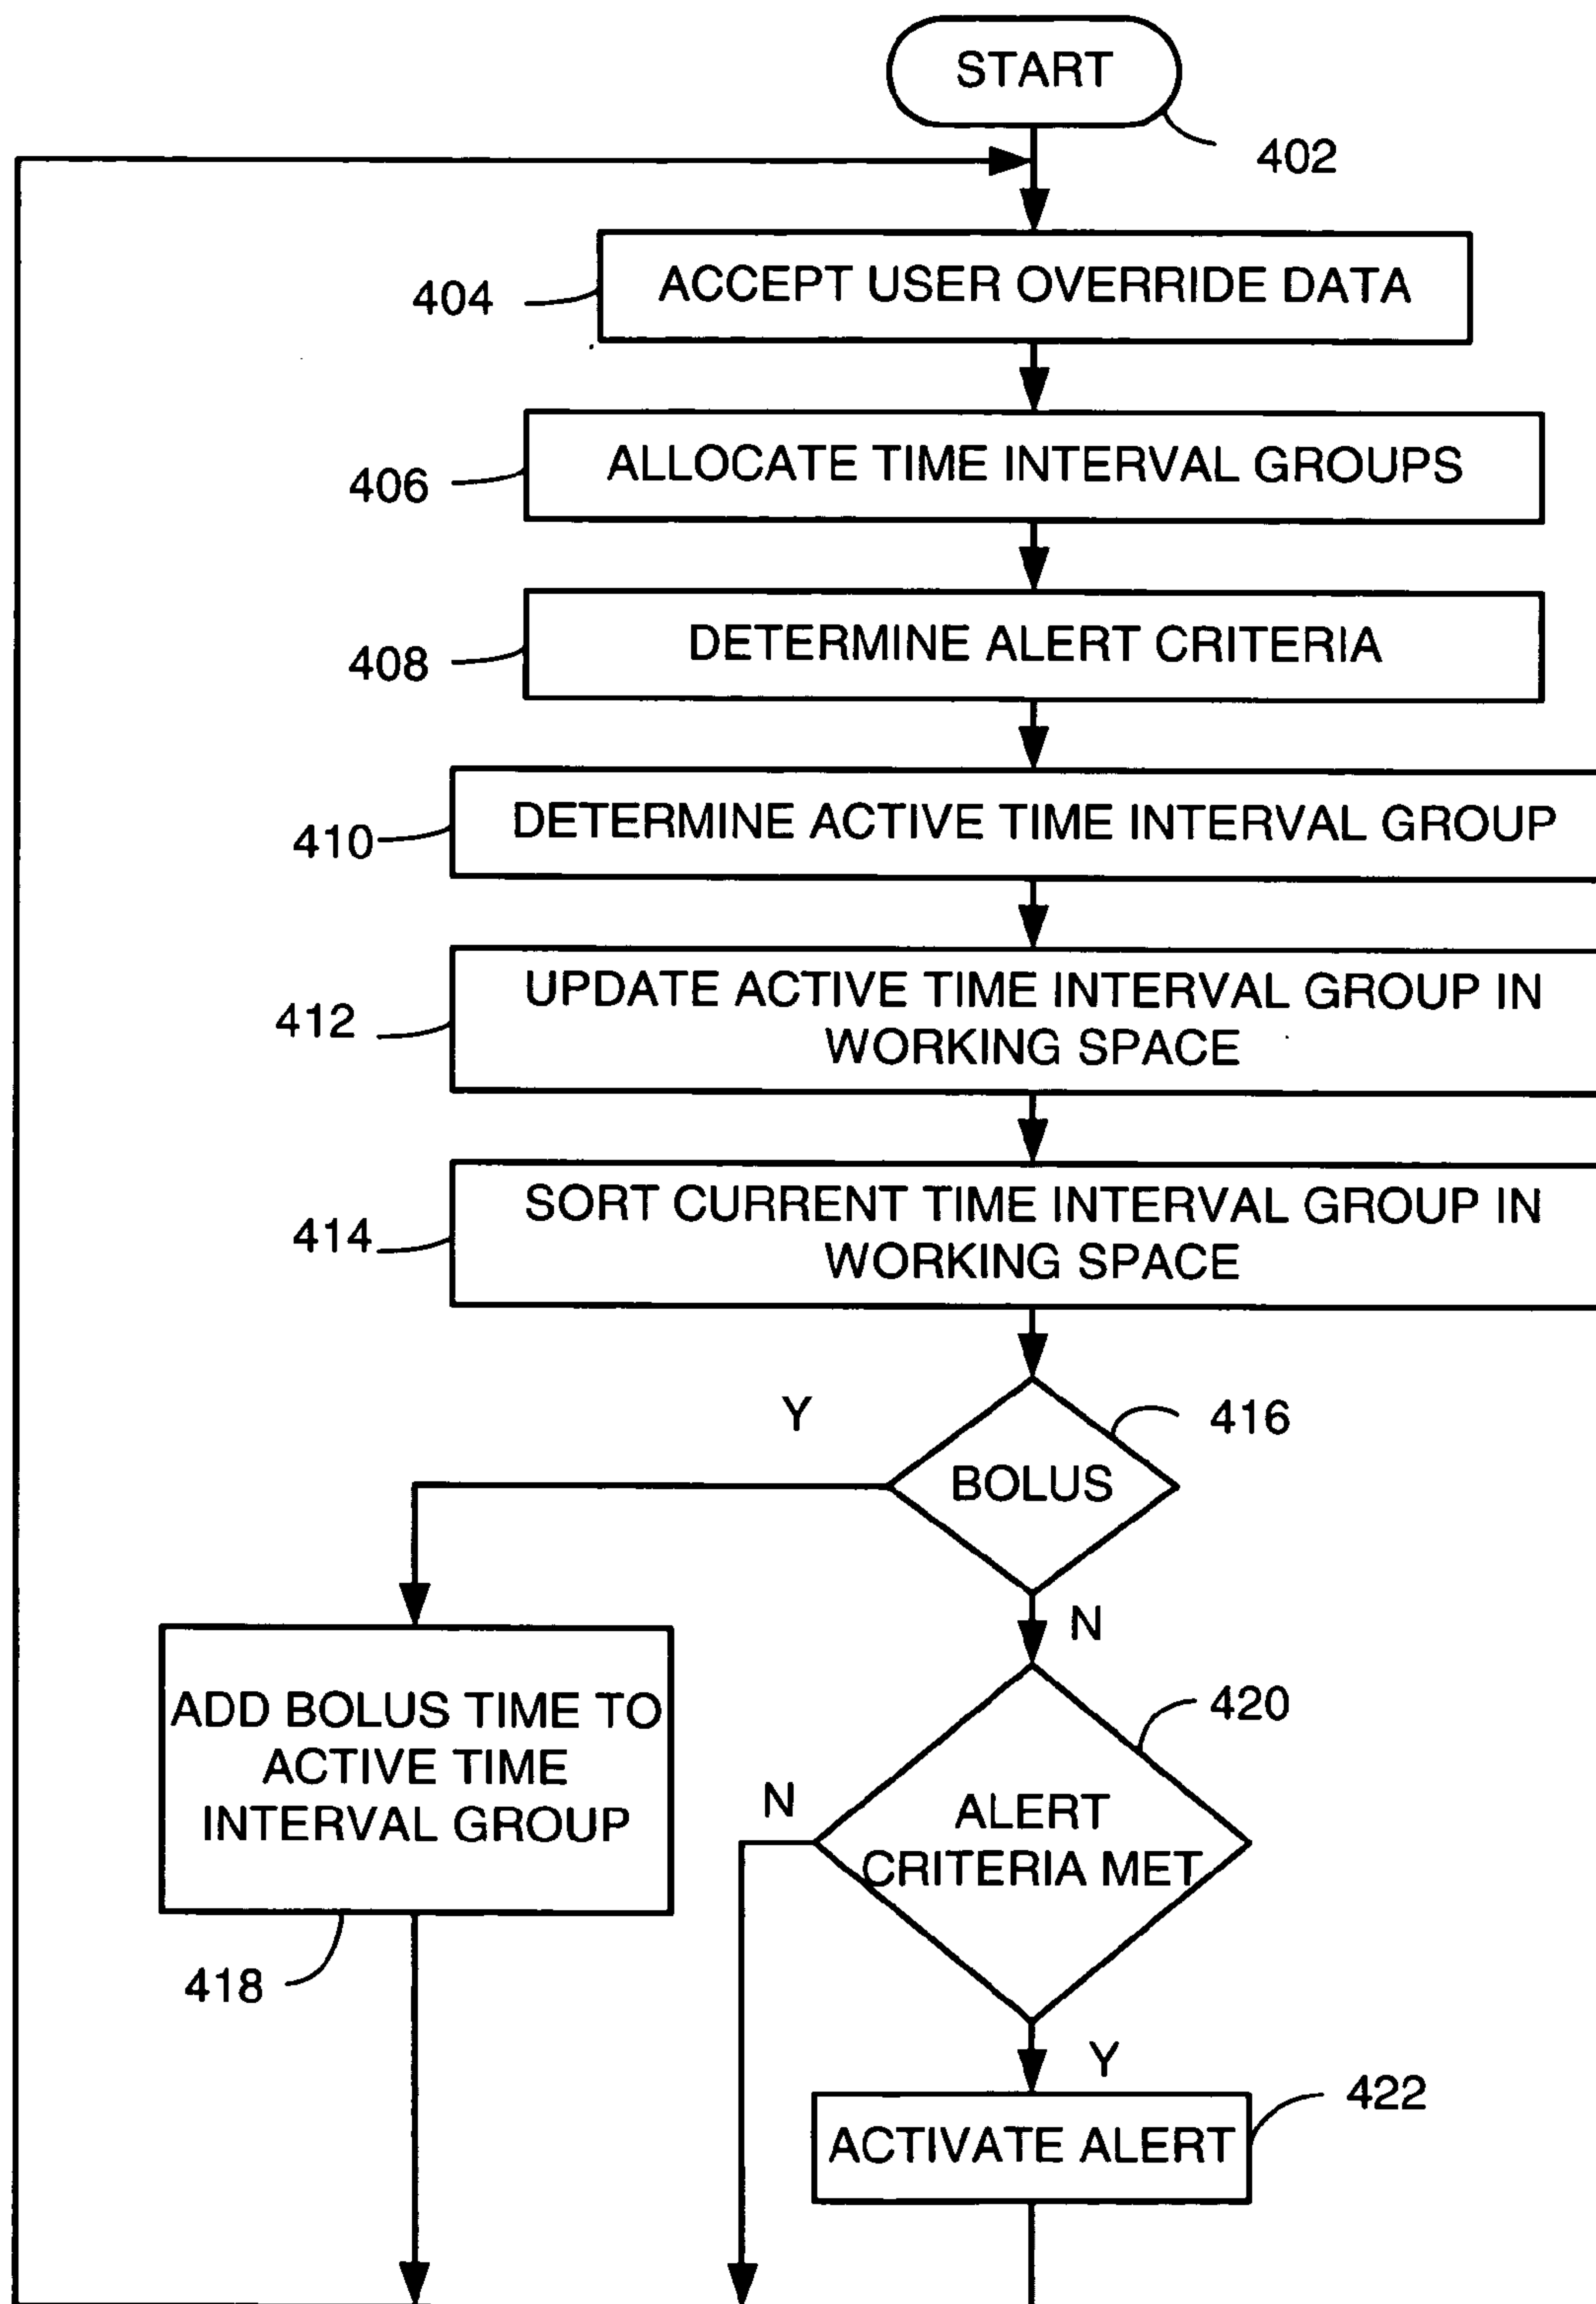 START
402
ACCEPT USER OVERRIDE DATA
404
ALLOCATE TIME INTERVAL GROUPS
406
DETERMINE ALERT CRITERIA
408
DETERMINE ACTIVE TIME INTERVAL GROUP
410
UPDATE ACTIVE TIME INTERVAL GROUP IN
WORKING SPACE
412
SORT CURRENT TIME INTERVAL GROUP IN
WORKING SPACE
414
Y
416
BOLUS
N
ADD BOLUS TIME TO
ACTIVE TIME
INTERVAL GROUP
418
420
N
ALERT
CRITERIA MET
Y
422
ACTIVATE ALERT